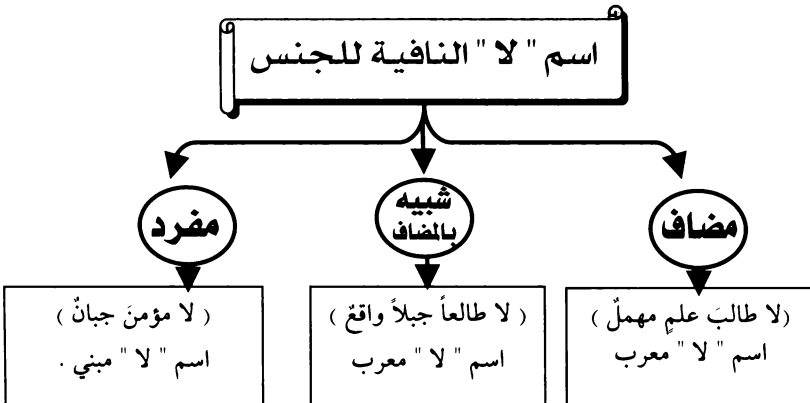 اسم " لا " النافية للجنس
مضاف
شبيه
بالمضاف
مفرد
(لا طالبَ علمٍ مهملٌ )
اسم " لا " معرب
( لا طالعاً جبلاً واقعٌ )
اسم " لا " معرب
( لا مؤمنَ جبانٌ )
اسم " لا " مبني .